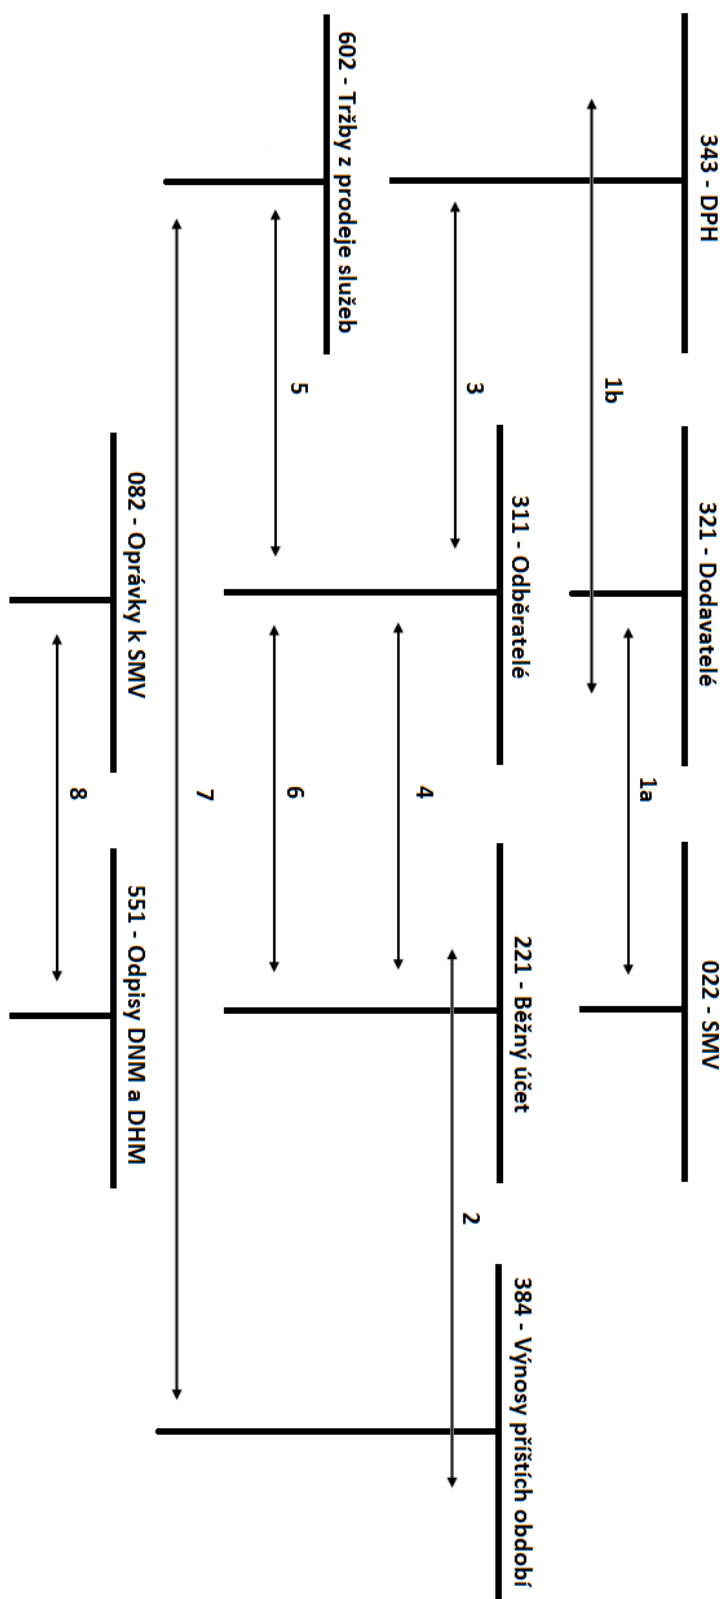 343 - DPH
321 - Dodavatelé
022 - SMV
1a
1b
311 - Odběratelé
221 - Běžný účet
384 - Výnosy příštích období
3
2
4
602 - Tržby z prodeje služeb
5
6
7
082 - Oprávky k SMV
551 - Odpisy DNM a DHM
8